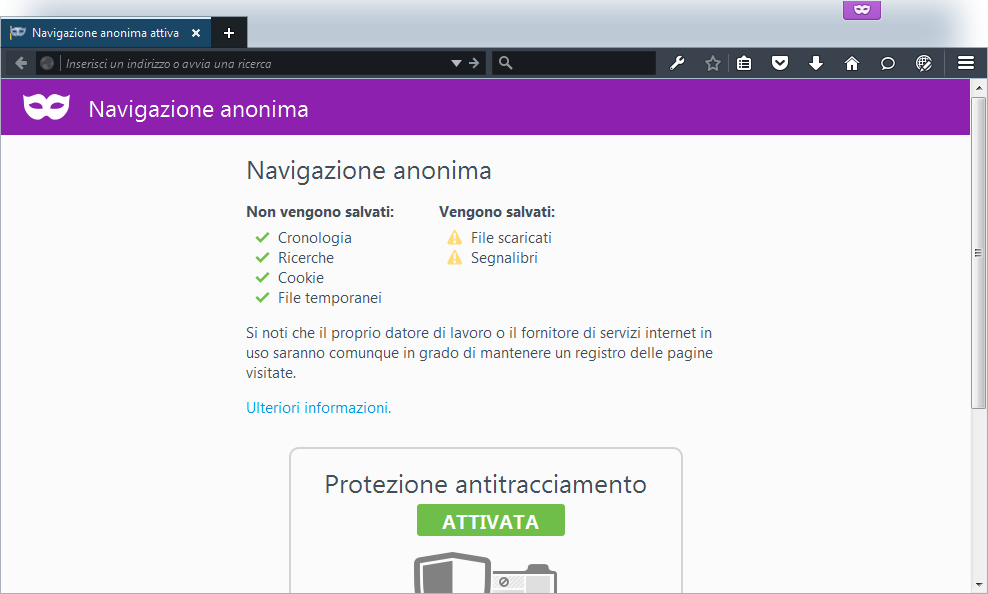 Navigazione anonima attiva
Inserisci un indirizzo o avvia una ricerca
Navigazione anonima
Navigazione anonima
Non vengono salvati:
Cronologia
Ricerche
Cookie
File temporanei
Vengono salvati:
File scaricati
Segnalibri
Si noti che il proprio datore di lavoro o il fornitore di servizi internet in
uso saranno comunque in grado di mantenere un registro delle pagine
visitate.
Ulteriori informazioni.
Protezione antitracciamento
ATTIVATA